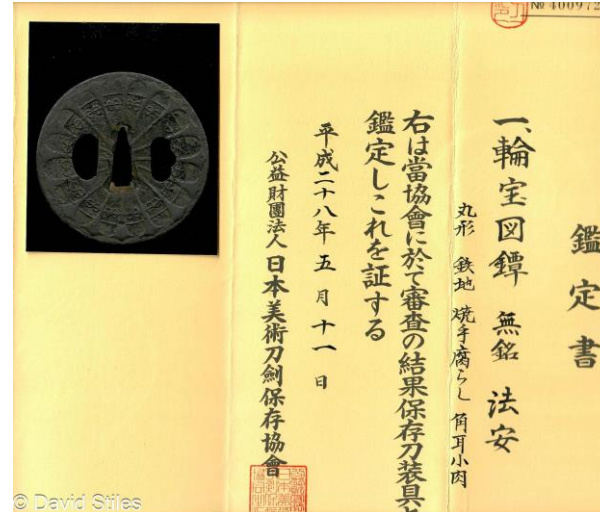 № 400972
鑑定書
一、輪宝図鐔 無銘 法安
丸形 鉄地 焼手腐らし 角耳小肉
右は當協會に於て審査の結果保存刀装具と
鑑定しこれを証する
平成二十八年五月十一日
公益財團法人 日本美術刀劍保存協會
© David Stiles